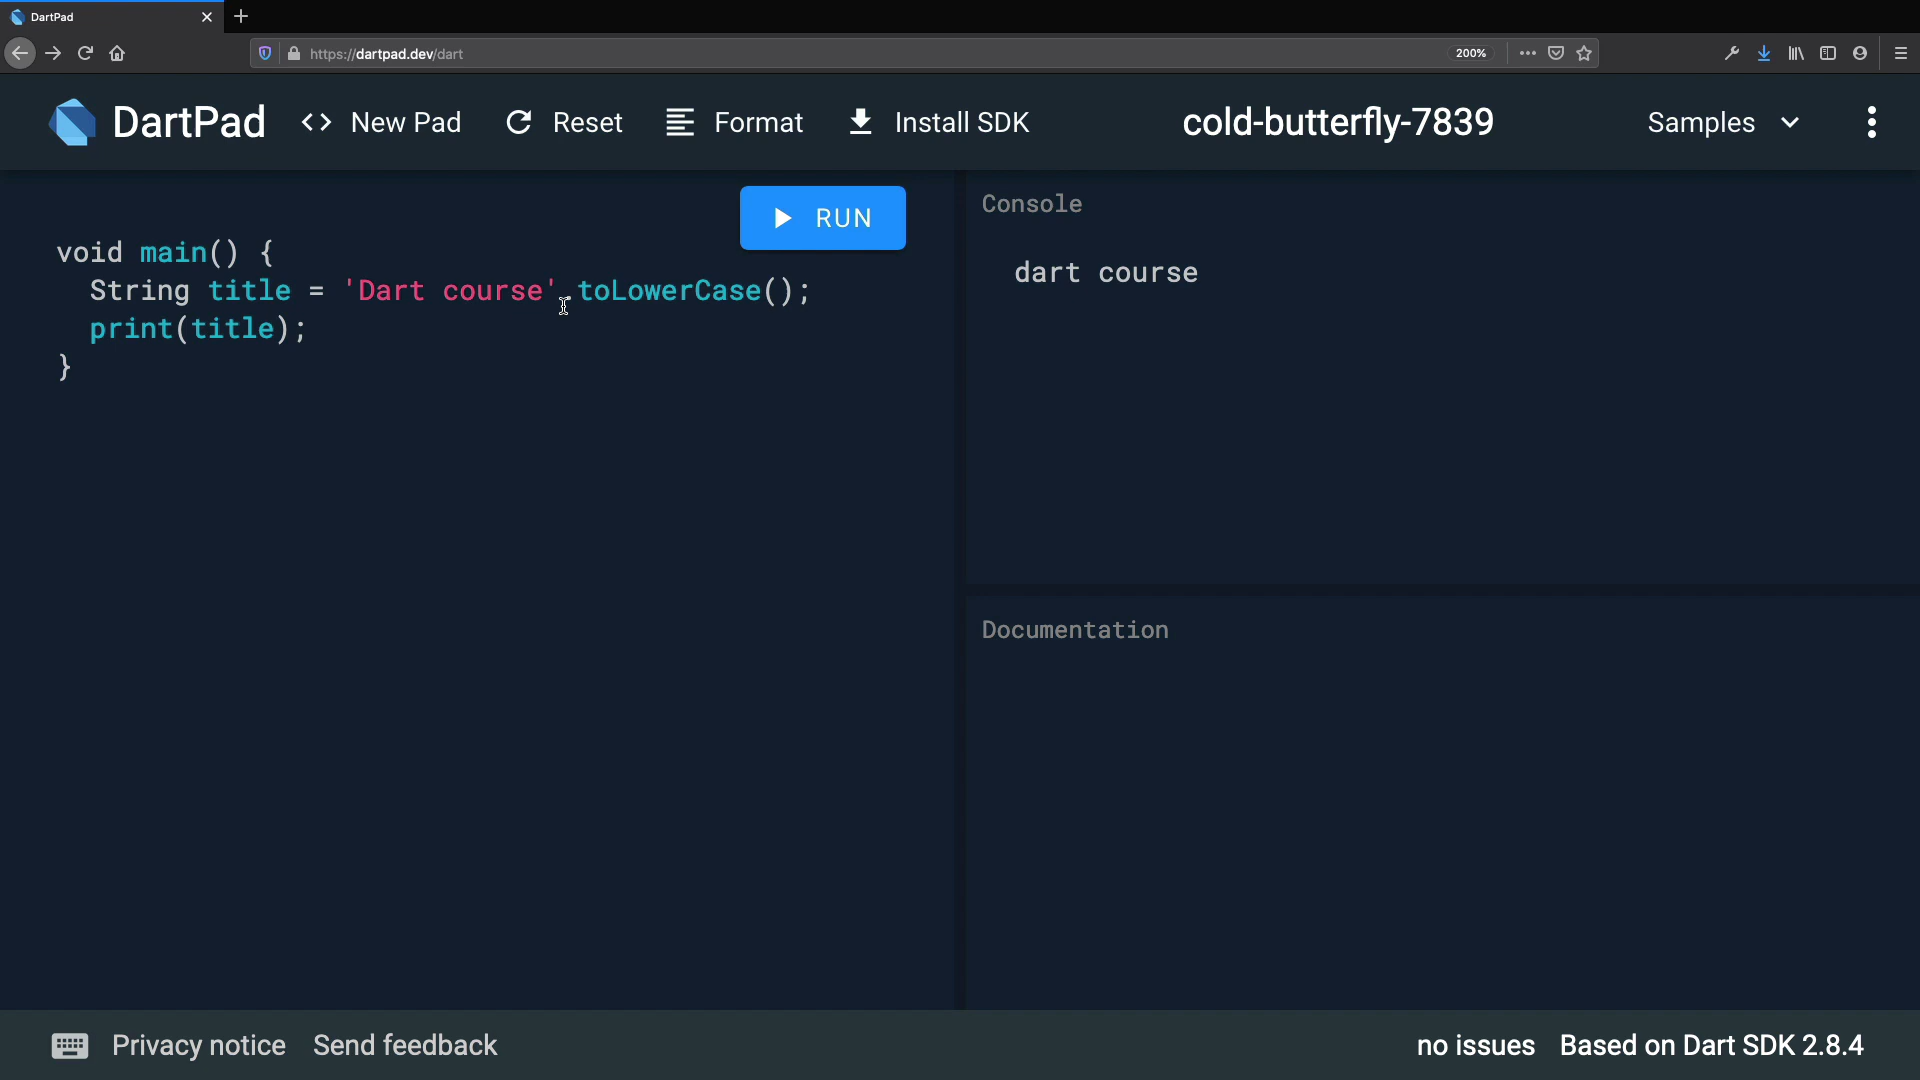 DartPad
https://dartpad.dev/dart
200%
DartPad
New Pad
Reset
Format
Install SDK
cold-butterfly-7839
Samples
RUN
void main() {
  String title = 'Dart course'.toLowerCase();
  print(title);
}
Console
dart course
Documentation
Privacy notice
Send feedback
no issues
Based on Dart SDK 2.8.4